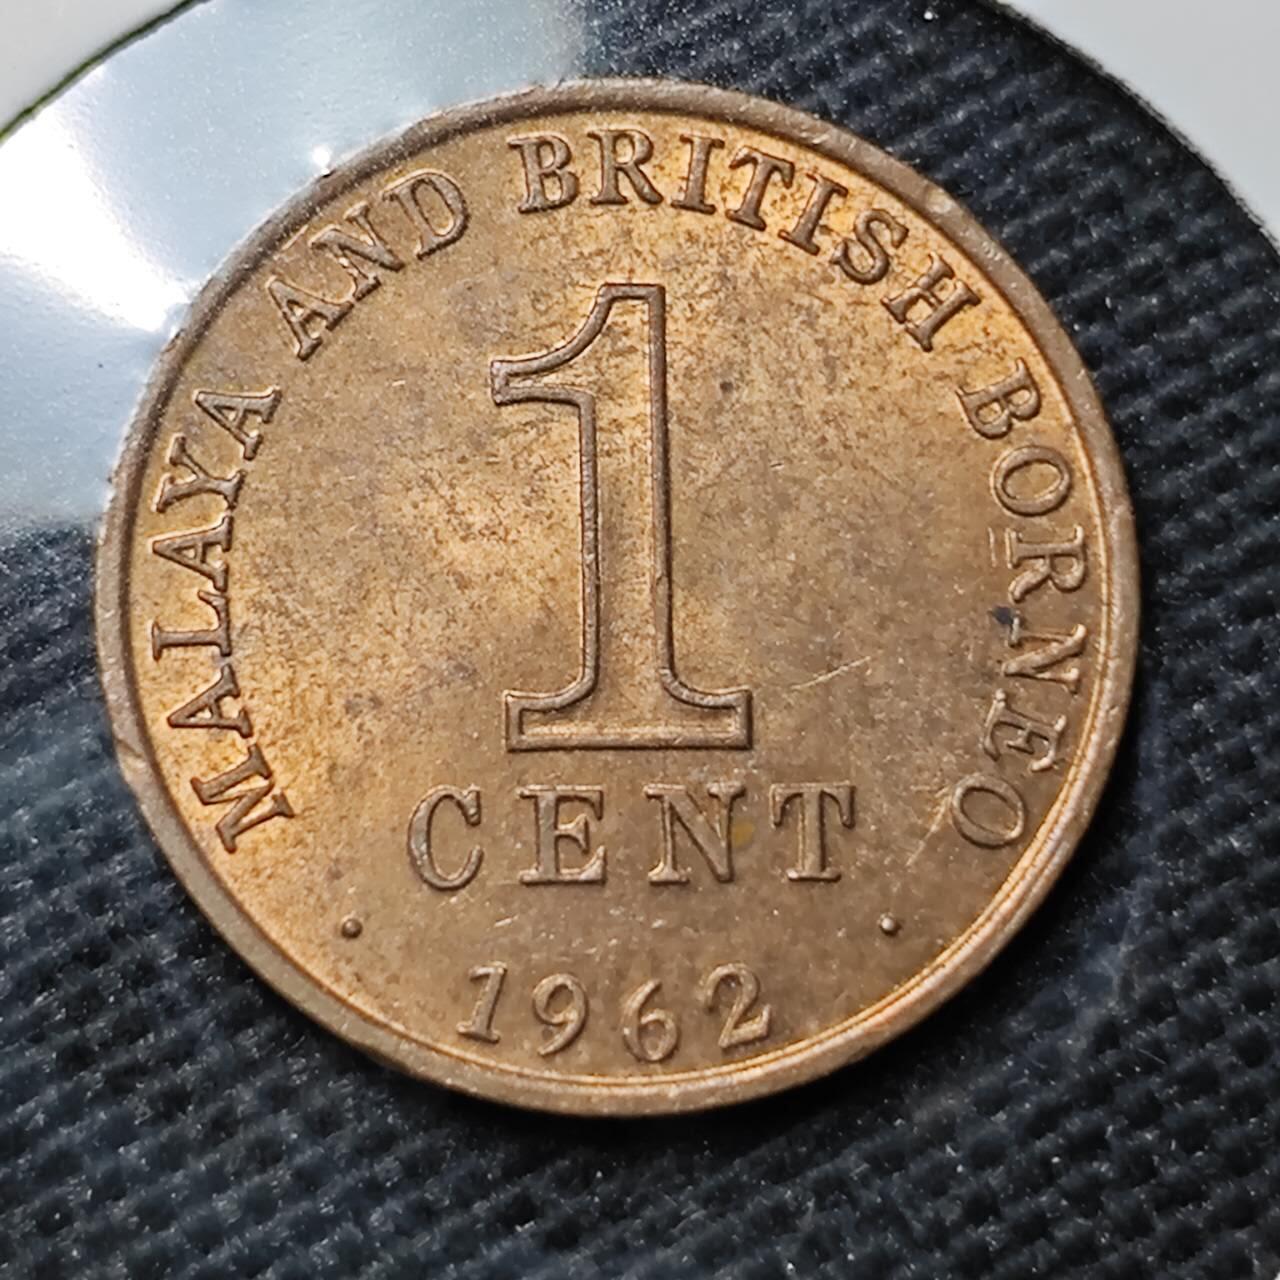 MALAYA AND BRITISH BORNEO
1
CENT
· 1962 ·